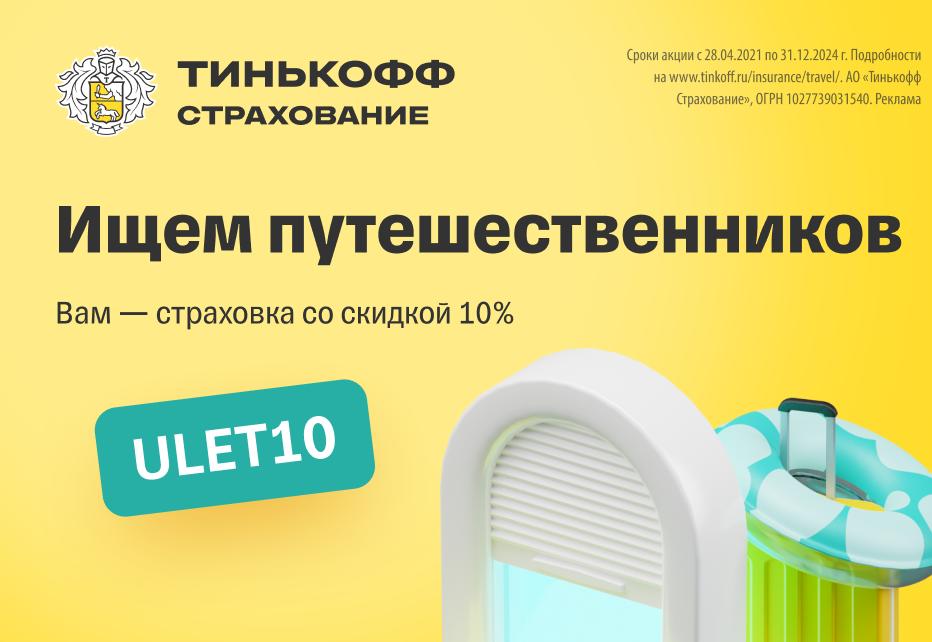 ТИНЬКОФФ
СТРАХОВАНИЕ
Сроки акции с 28.04.2021 по 31.12.2024 г. Подробности
на www.tinkoff.ru/insurance/travel/. АО «Тинькофф
Страхование», ОГРН 1027739031540. Реклама
Ищем путешественников
Вам — страховка со скидкой 10%
ULET10